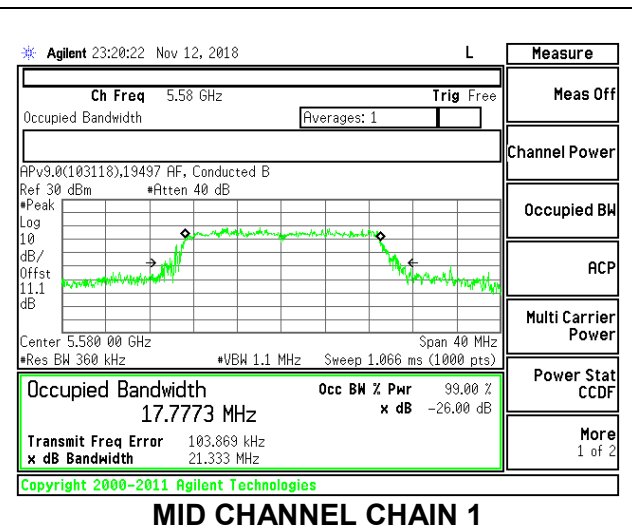 Agilent 23:20:22 Nov 12, 2018 L
Measure
Ch Freq 5.58 GHz Trig Free
Occupied Bandwidth Averages: 1
Meas Off
Channel Power
Occupied BW
ACP
Multi Carrier
Power
Power Stat
CCDF
More
1 of 2
APv9.0(103118),19497 AF, Conducted B
Ref 30 dBm #Atten 40 dB
#Peak
Log
10
dB/
Offst
11.1
dB
Center 5.580 00 GHz Span 40 MHz
#Res BW 360 kHz #VBW 1.1 MHz Sweep 1.066 ms (1000 pts)
Occupied Bandwidth Occ BW % Pwr 99.00 %
17.7773 MHz x dB -26.00 dB
Transmit Freq Error 103.869 kHz
x dB Bandwidth 21.333 MHz
Copyright 2000-2011 Agilent Technologies
MID CHANNEL CHAIN 1